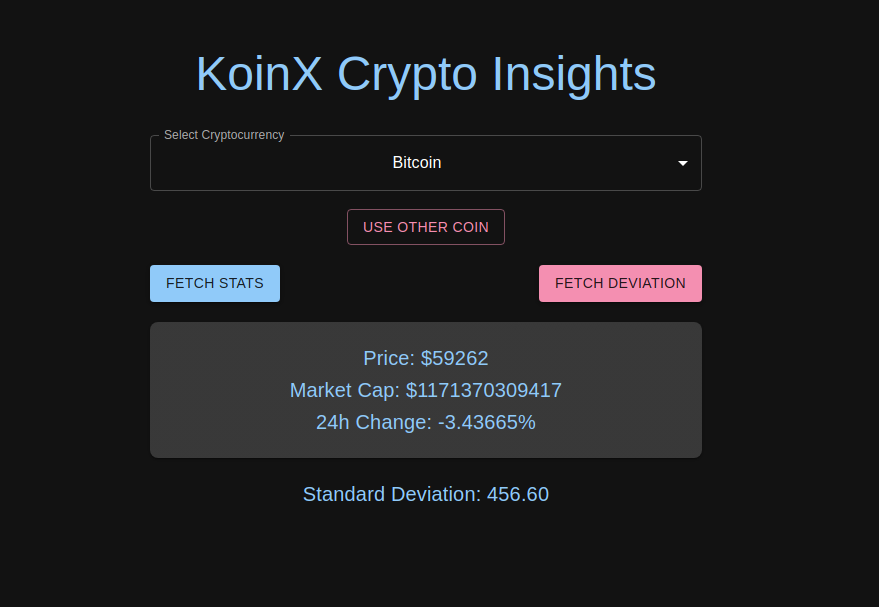 KoinX Crypto Insights
Select Cryptocurrency
Bitcoin
USE OTHER COIN
FETCH STATS
FETCH DEVIATION
Price: $59262
Market Cap: $1171370309417
24h Change: -3.43665%
Standard Deviation: 456.60